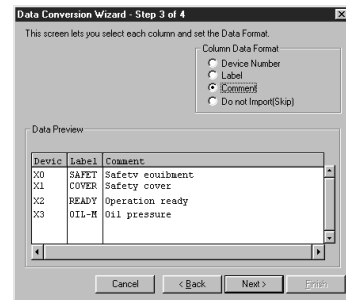 Data Conversion Wizard - Step 3 of 4
This screen lets you select each column and set the Data Format.
Column Data Format
Device Number
Label
Comment
Do not Import(Skip)
Data Preview
Devic Label Comment
X0 SAFET Safety equibment
X1 COVER Safety cover
X2 READY Operation ready
X3 OIL-M Oil pressure
Cancel < Back Next > Finish